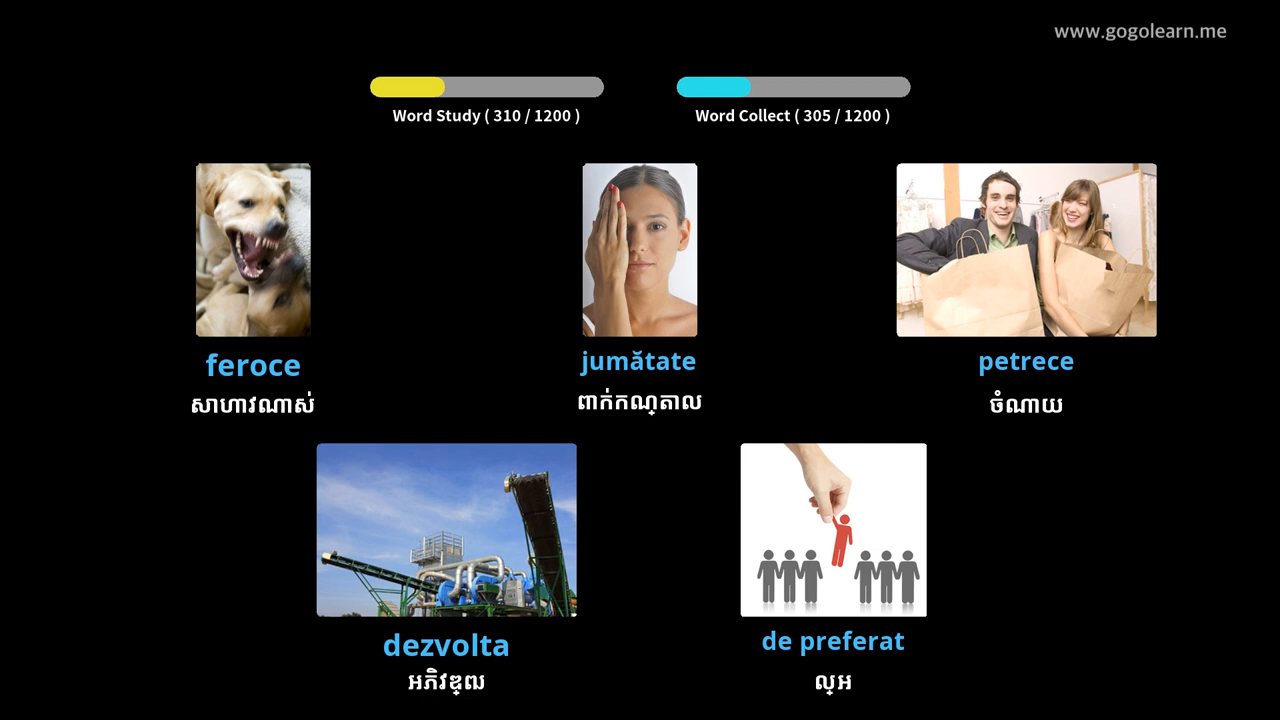 www.gogolearn.me
Word Study ( 310 / 1200 )
Word Collect ( 305 / 1200 )
feroce
jumătate
petrece
សាហាវណាស់
ពាក់កណ្តាល
ចំណាយ
dezvolta
de preferat
អភិវឌ្ឍ
ល្អ